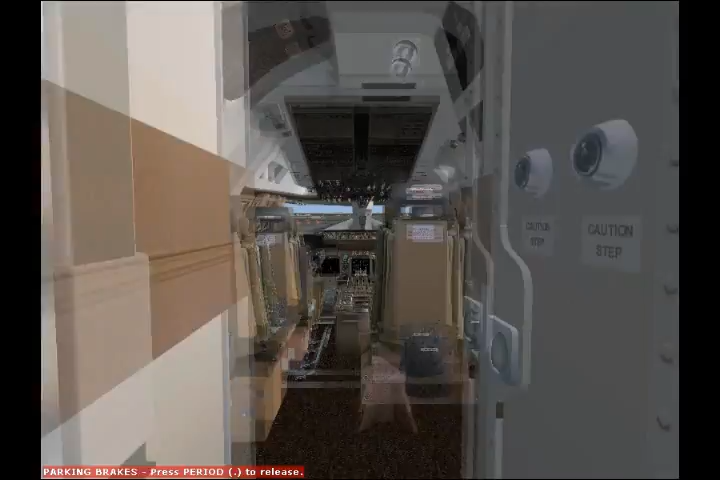 CAUTION
STEP
CAUTION
STEP
PARKING BRAKES - Press PERIOD (.) to release.